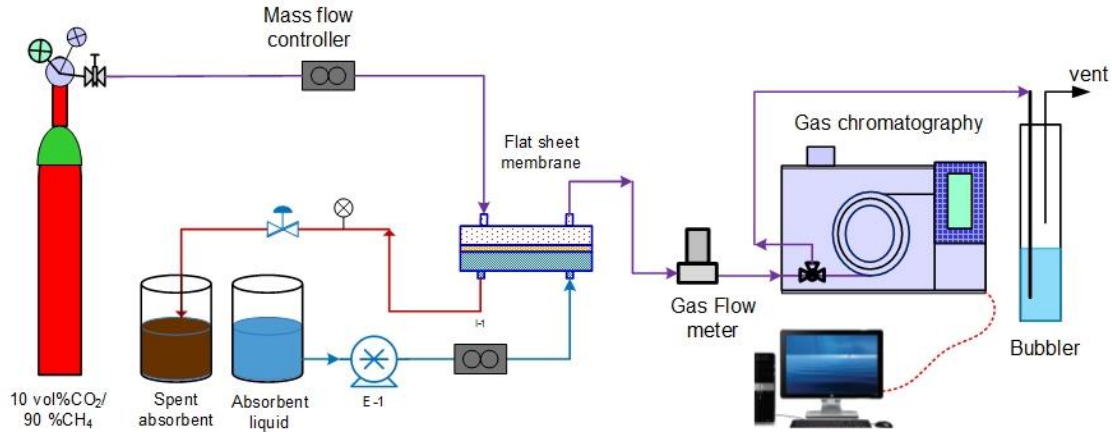 Mass flow
controller
vent
Gas chromatography
Flat sheet
membrane
I-1
Gas Flow
meter
Bubbler
E-1
10 vol%CO₂/
90 %CH₄
Spent
absorbent
Absorbent
liquid